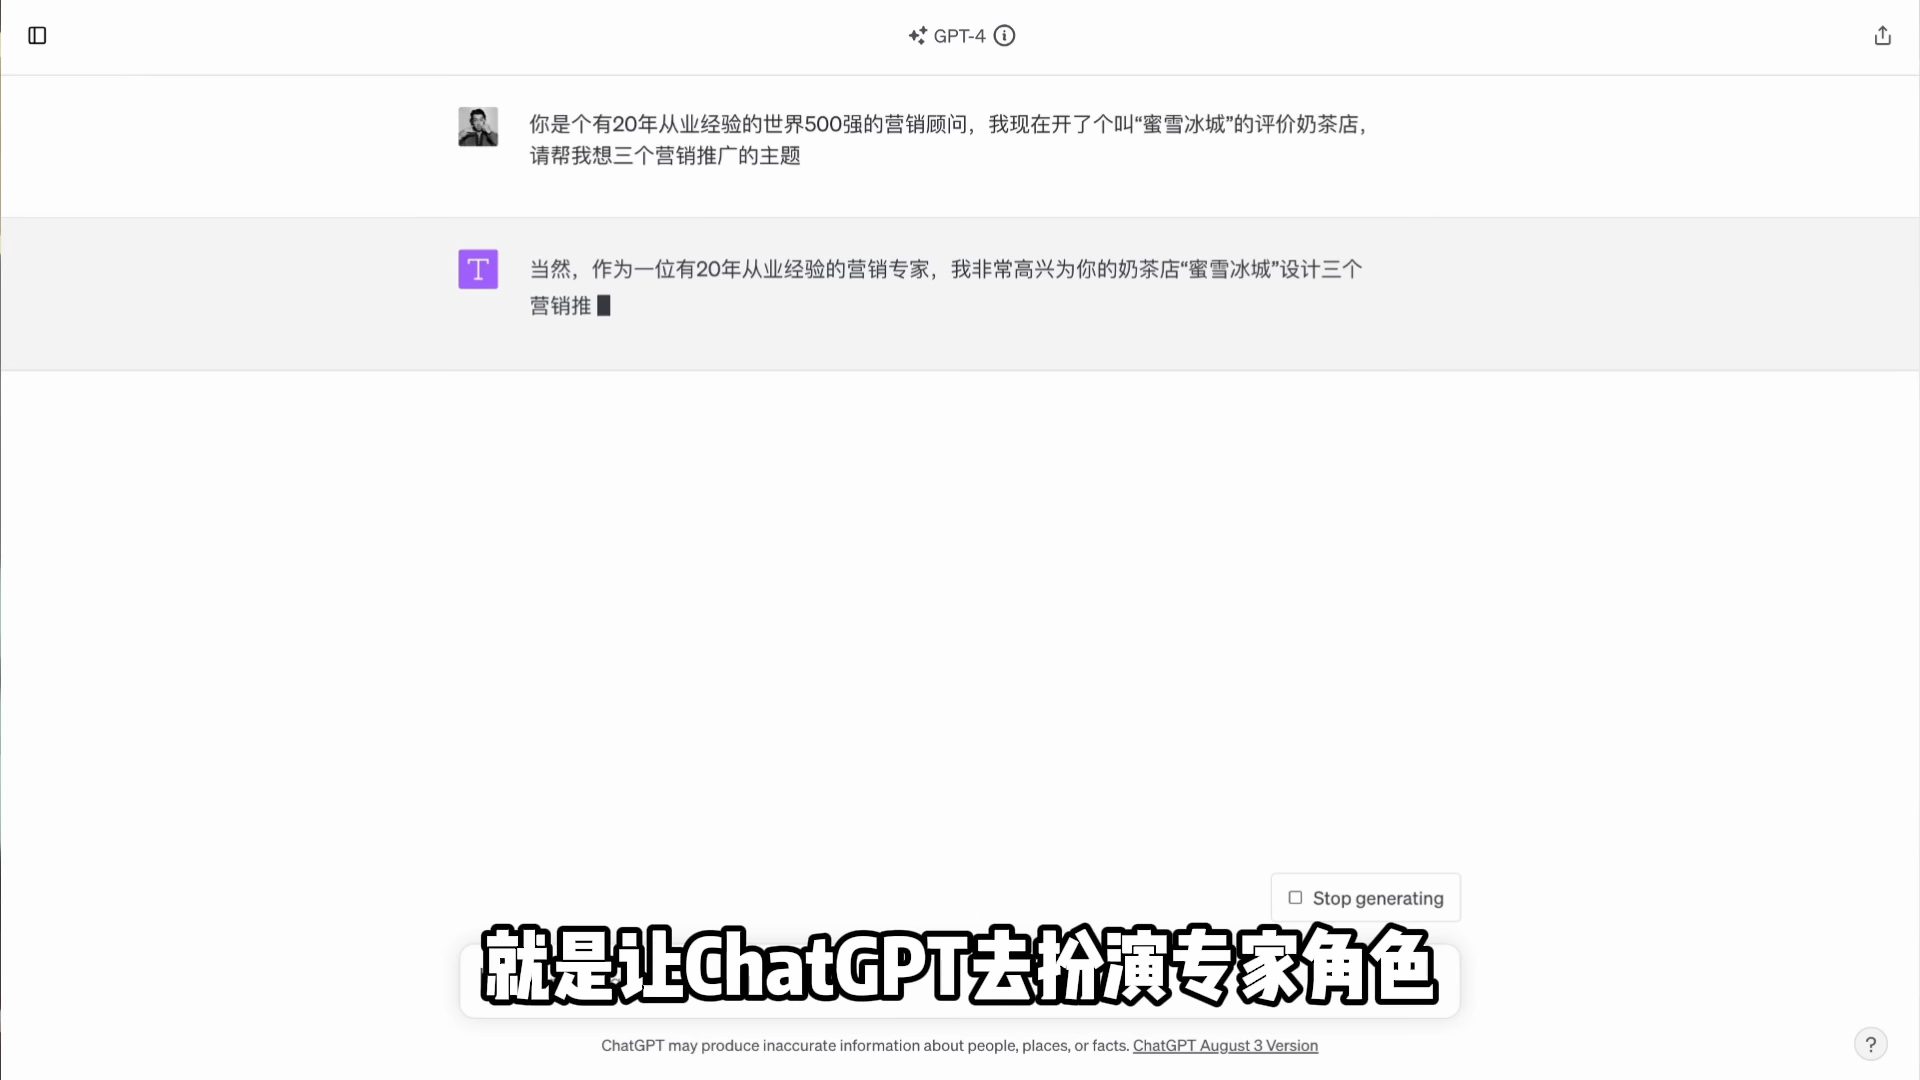 GPT-4
你是个有20年从业经验的世界500强的营销顾问，我现在开了个叫“蜜雪冰城”的评价奶茶店，
请帮我想三个营销推广的主题
T
当然，作为一位有20年从业经验的营销专家，我非常高兴为你的奶茶店“蜜雪冰城”设计三个
营销推
Stop generating
就是让ChatGPT去扮演专家角色
ChatGPT may produce inaccurate information about people, places, or facts. ChatGPT August 3 Version
?